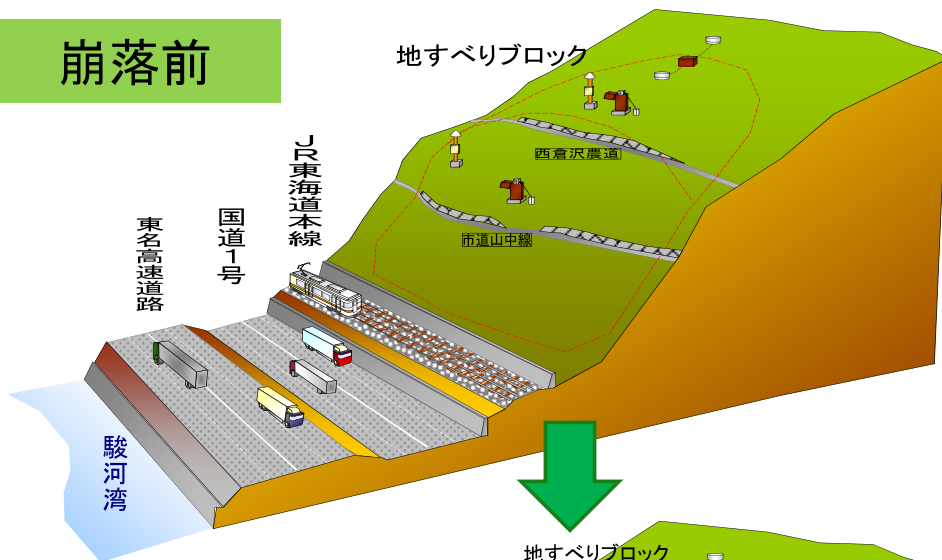 崩落前
地すべりブロック
JR東海道本線
国道1号
東名高速道路
西倉沢農道
市道山中線
駿河湾
地すべりブロック